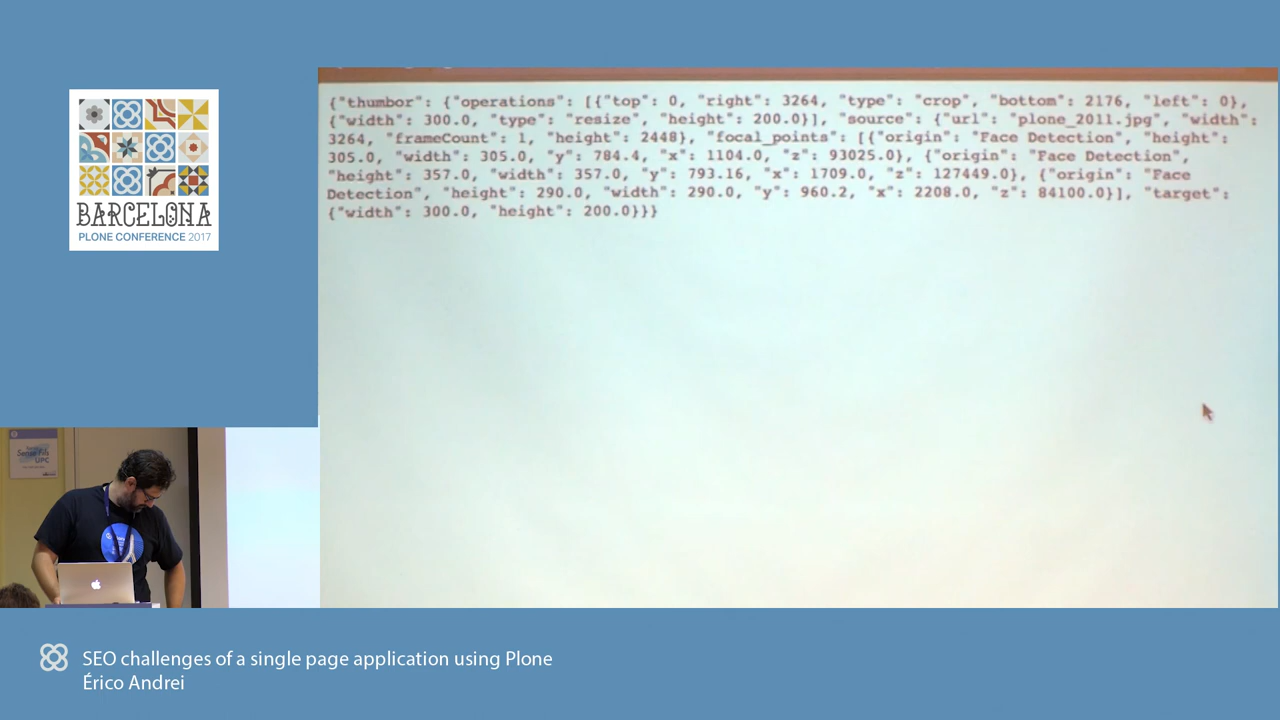 {"thumbor": {"operations": [{"top": 0, "right": 3264, "type": "crop", "bottom": 2176, "left": 0},
{"width": 300.0, "type": "resize", "height": 200.0}], "source": {"url": "plone_2011.jpg", "width":
3264, "frameCount": 1, "height": 2448}, "focal_points": [{"origin": "Face Detection", "height":
305.0, "width": 305.0, "y": 784.4, "x": 1104.0, "z": 93025.0}, {"origin": "Face Detection",
"height": 357.0, "width": 357.0, "y": 793.16, "x": 1709.0, "z": 127449.0}, {"origin": "Face
Detection", "height": 290.0, "width": 290.0, "y": 960.2, "x": 2208.0, "z": 84100.0}], "target":
{"width": 300.0, "height": 200.0}}}
BARCELONA
PLONE CONFERENCE 2017
Sense Fils
UPC
SEO challenges of a single page application using Plone
Érico Andrei